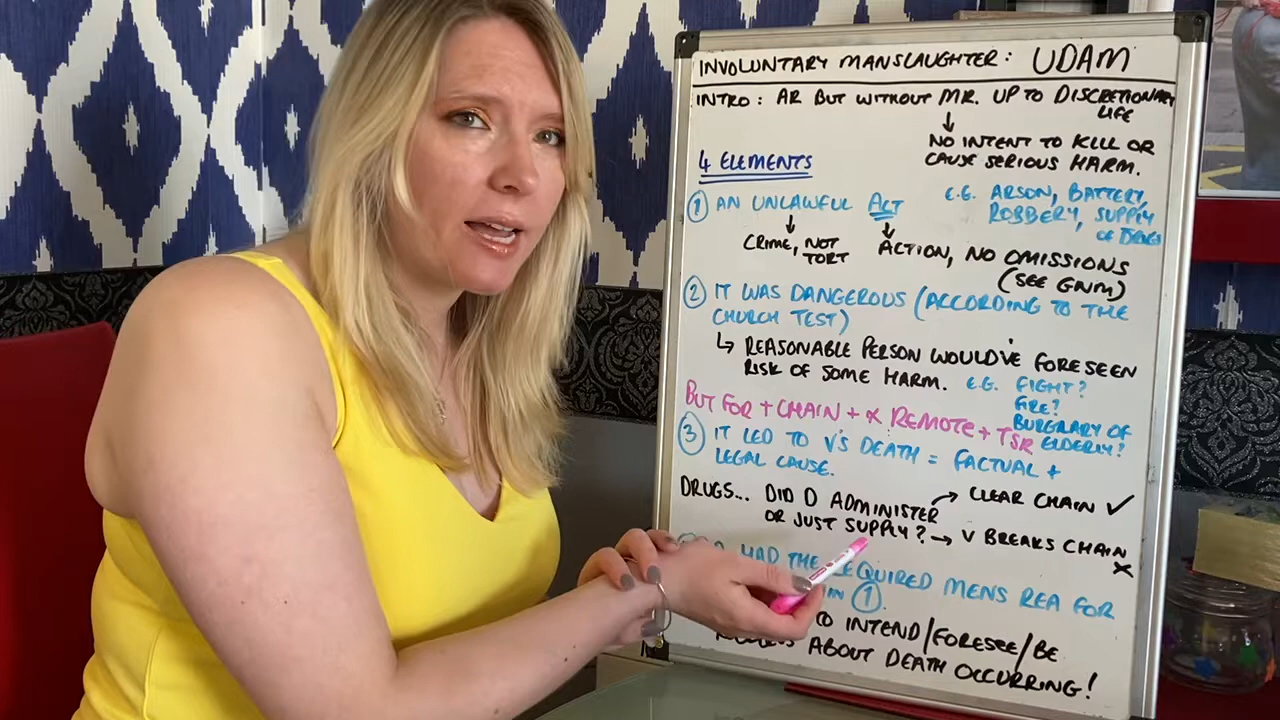 INVOLUNTARY MANSLAUGHTER: UDAM
INTRO: AR BUT WITHOUT MR. UP TO DISCRETIONARY
LIFE
NO INTENT TO KILL OR
CAUSE SERIOUS HARM.
4 ELEMENTS
① AN UNLAWFUL ACT
E.G. ARSON, BATTERY,
ROBBERY, SUPPLY
OF DRUGS
CRIME, NOT
TORT
ACTION, NO OMISSIONS
(SEE GNM)
② IT WAS DANGEROUS (ACCORDING TO THE
CHURCH TEST)
↳ REASONABLE PERSON WOULD'VE FORESEEN
RISK OF SOME HARM. E.G. FIGHT?
FIRE?
BURGLARY OF
ELDERLY?
BUT FOR + CHAIN + X REMOTE + TSR
③ IT LED TO V'S DEATH = FACTUAL +
LEGAL CAUSE.
DRUGS... DID D ADMINISTER → CLEAR CHAIN ✓
OR JUST SUPPLY? → V BREAKS CHAIN
X
HAD THE REQUIRED MENS REA FOR
IN ①.
TO INTEND/FORESEE/BE
ABOUT DEATH OCCURRING!